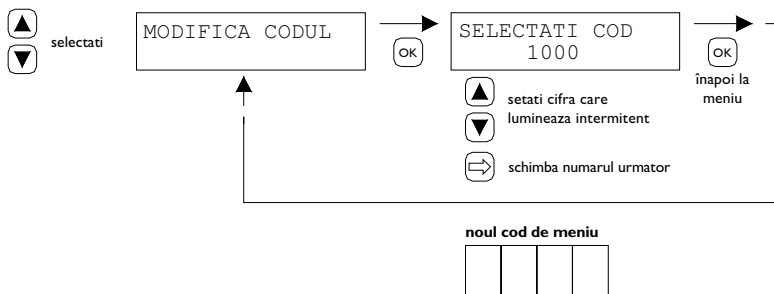 selectati
MODIFICA CODUL
OK
SELECTATI COD
1000
OK
înapoi la
meniu
setati cifra care
lumineaza intermitent
schimba numarul urmator
noul cod de meniu